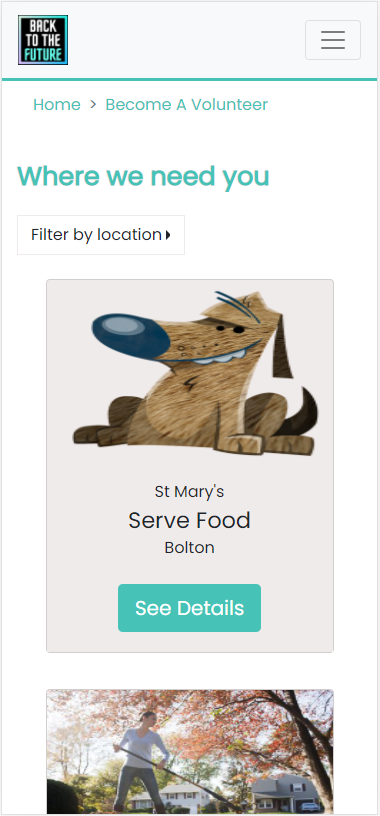 BACK
TO THE
FUTURE
Home > Become A Volunteer
Where we need you
Filter by location
St Mary's
Serve Food
Bolton
See Details